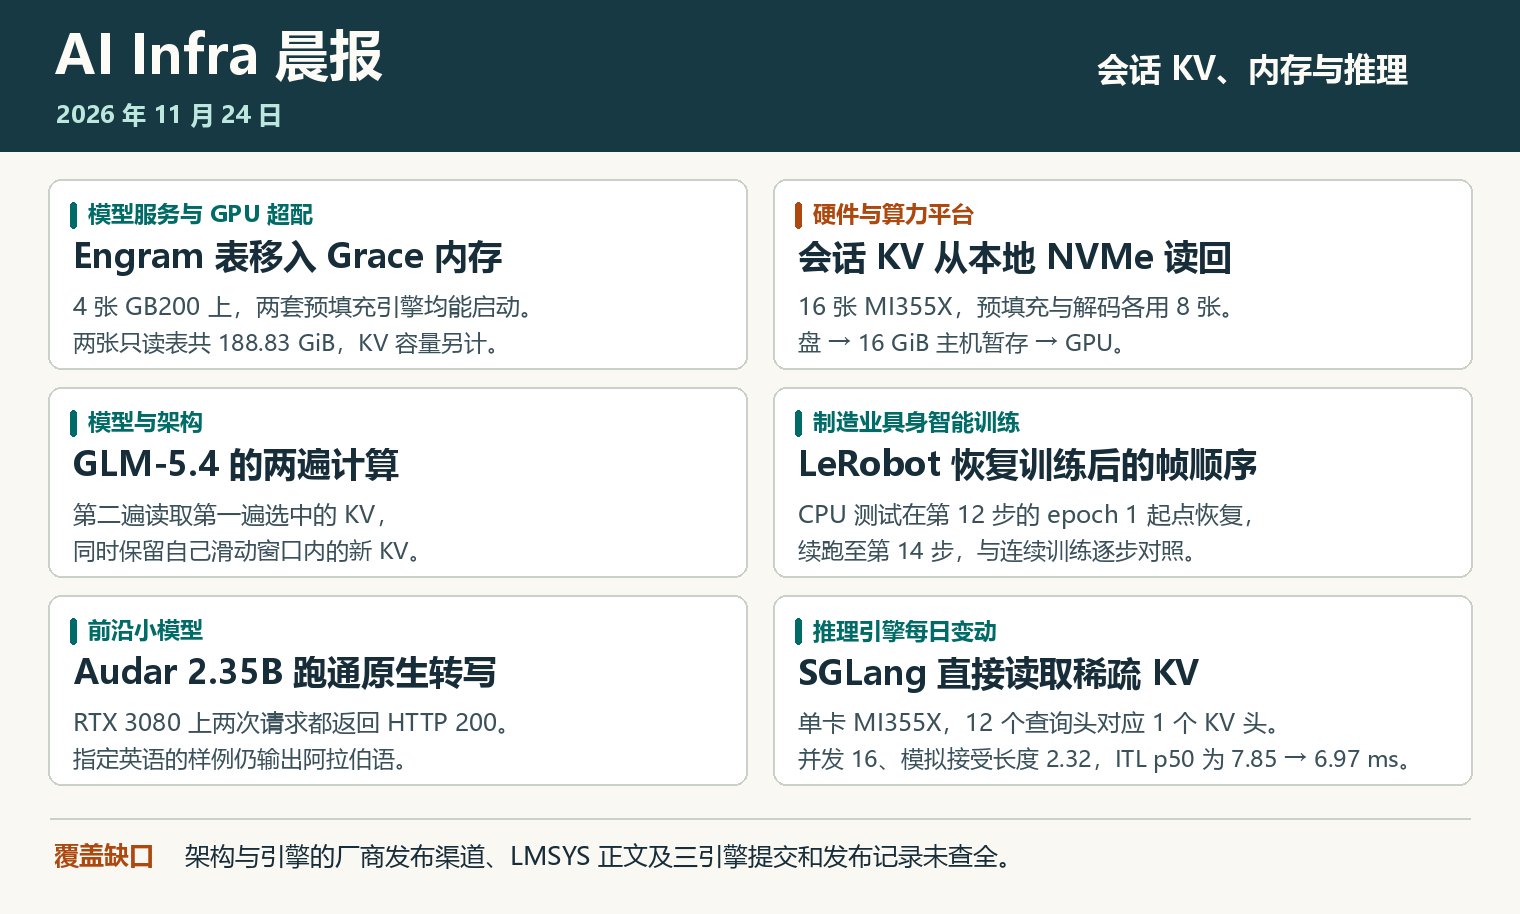 AI Infra 晨报
2026 年 11 月 24 日
会话 KV、内存与推理
模型服务与 GPU 超配
Engram 表移入 Grace 内存
4 张 GB200 上，两套预填充引擎均能启动。
两张只读表共 188.83 GiB，KV 容量另计。
硬件与算力平台
会话 KV 从本地 NVMe 读回
16 张 MI355X，预填充与解码各用 8 张。
盘 → 16 GiB 主机暂存 → GPU。
模型与架构
GLM-5.4 的两遍计算
第二遍读取第一遍选中的 KV，
同时保留自己滑动窗口内的新 KV。
制造业具身智能训练
LeRobot 恢复训练后的帧顺序
CPU 测试在第 12 步的 epoch 1 起点恢复，
续跑至第 14 步，与连续训练逐步对照。
前沿小模型
Audar 2.35B 跑通原生转写
RTX 3080 上两次请求都返回 HTTP 200。
指定英语的样例仍输出阿拉伯语。
推理引擎每日变动
SGLang 直接读取稀疏 KV
单卡 MI355X，12 个查询头对应 1 个 KV 头。
并发 16、模拟接受长度 2.32，ITL p50 为 7.85 → 6.97 ms。
覆盖缺口 架构与引擎的厂商发布渠道、LMSYS 正文及三引擎提交和发布记录未查全。